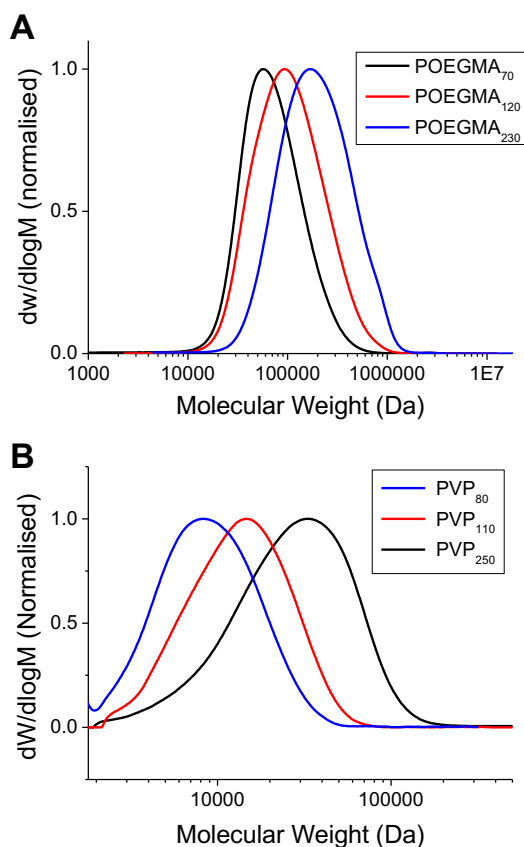 A
POEGMA70
POEGMA120
POEGMA230
dw/dlogM (normalised)
1.0
0.5
0.0
1000 10000 100000 1000000 1E7
Molecular Weight (Da)
B
PVP80
PVP110
PVP250
dW/dlogM (Normalised)
1.0
0.5
0.0
10000 100000
Molecular Weight (Da)